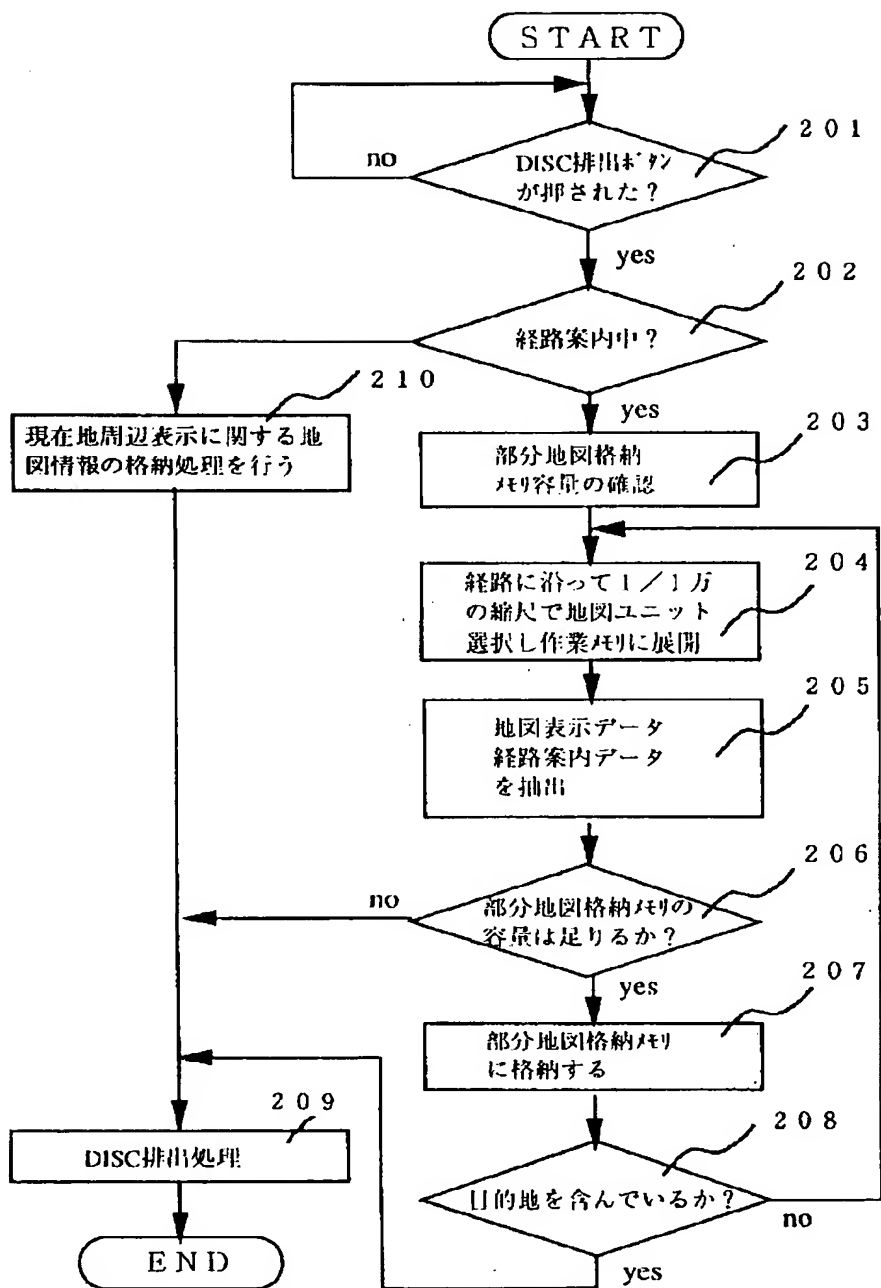 START
201
no
DISC排出ボタン
が押された?
yes
202
経路案内中?
210
yes
現在地周辺表示に関する地
図情報の格納処理を行う
203
部分地図格納
メモリ容量の確認
204
経路に沿って1/1万
の縮尺で地図ユニット
選択し作業メモリに展開
205
地図表示データ
経路案内データ
を抽出
206
no
部分地図格納メモリの
容量は足りるか?
yes
207
部分地図格納メモリ
に格納する
209
208
DISC排出処理
目的地を含んでいるか?
no
END
yes